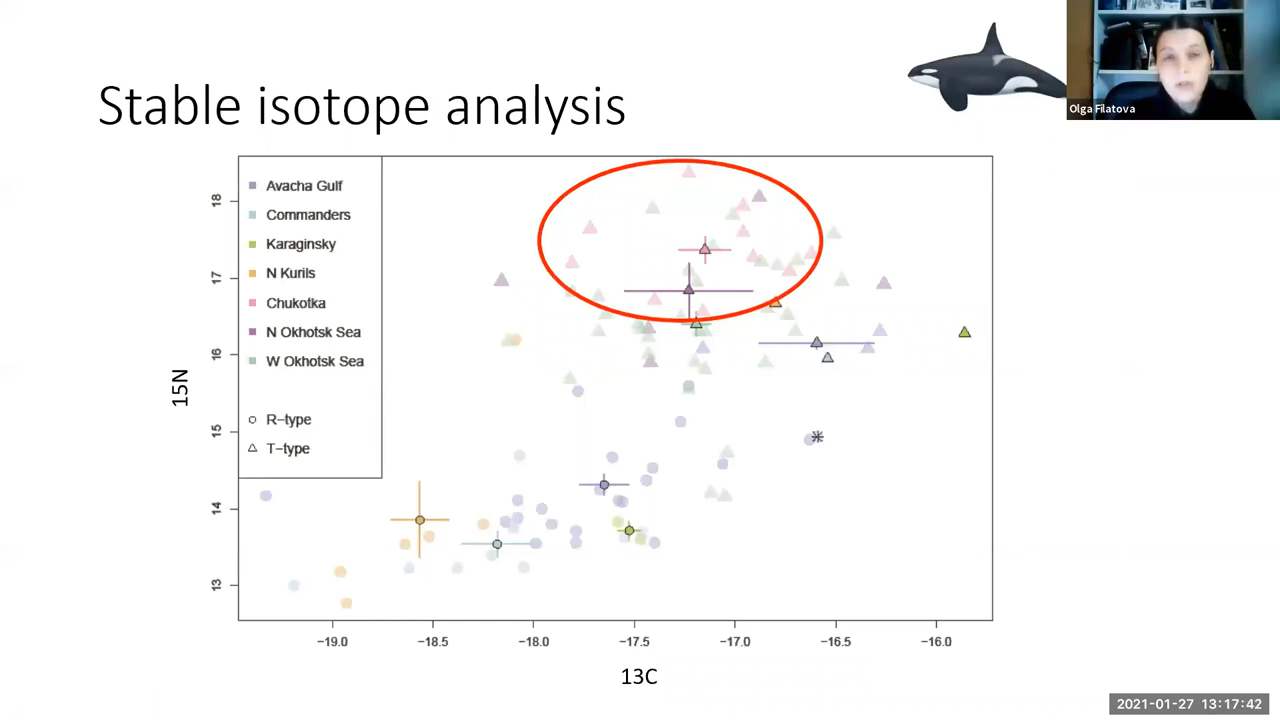 Stable isotope analysis
Olga Filatova
Avacha Gulf
Commanders
Karaginsky
N Kurils
Chukotka
N Okhotsk Sea
W Okhotsk Sea
R-type
T-type
15N
18
17
16
15
14
13
-19.0 -18.5 -18.0 -17.5 -17.0 -16.5 -16.0
13C
2021-01-27 13:17:42